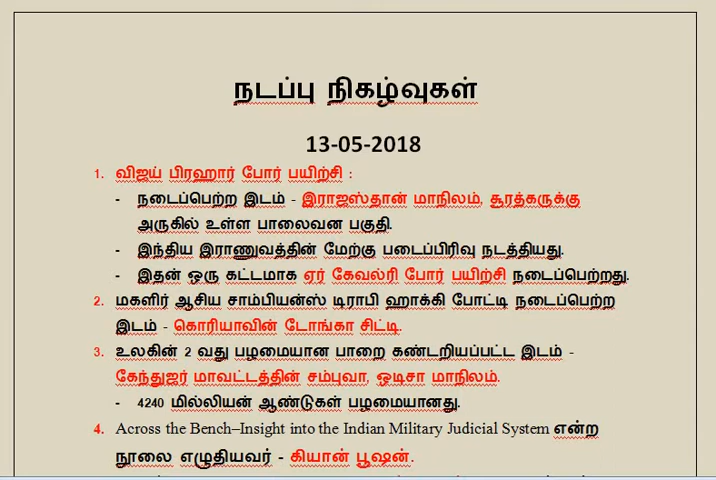 நடப்பு நிகழ்வுகள்
13-05-2018
1. விஜய் பிரஹார் போர் பயிற்சி :
- நடைப்பெற்ற இடம் - இராஜஸ்தான் மாநிலம், சூரத்கருக்கு
அருகில் உள்ள பாலைவன பகுதி.
- இந்திய இராணுவத்தின் மேற்கு படைப்பிரிவு நடத்தியது.
- இதன் ஒரு கட்டமாக ஏர் கேவல்ரி போர் பயிற்சி நடைப்பெற்றது.
2. மகளிர் ஆசிய சாம்பியன்ஸ் டிராபி ஹாக்கி போட்டி நடைப்பெற்ற
இடம் - கொரியாவின் டோங்கா சிட்டி.
3. உலகின் 2 வது பழமையான பாறை கண்டறியப்பட்ட இடம் -
கேந்துஜர் மாவட்டத்தின் சம்புவா, ஒடிசா மாநிலம்.
- 4240 மில்லியன் ஆண்டுகள் பழமையானது.
4. Across the Bench–Insight into the Indian Military Judicial System என்ற
நூலை எழுதியவர் - கியான் பூஷன்.